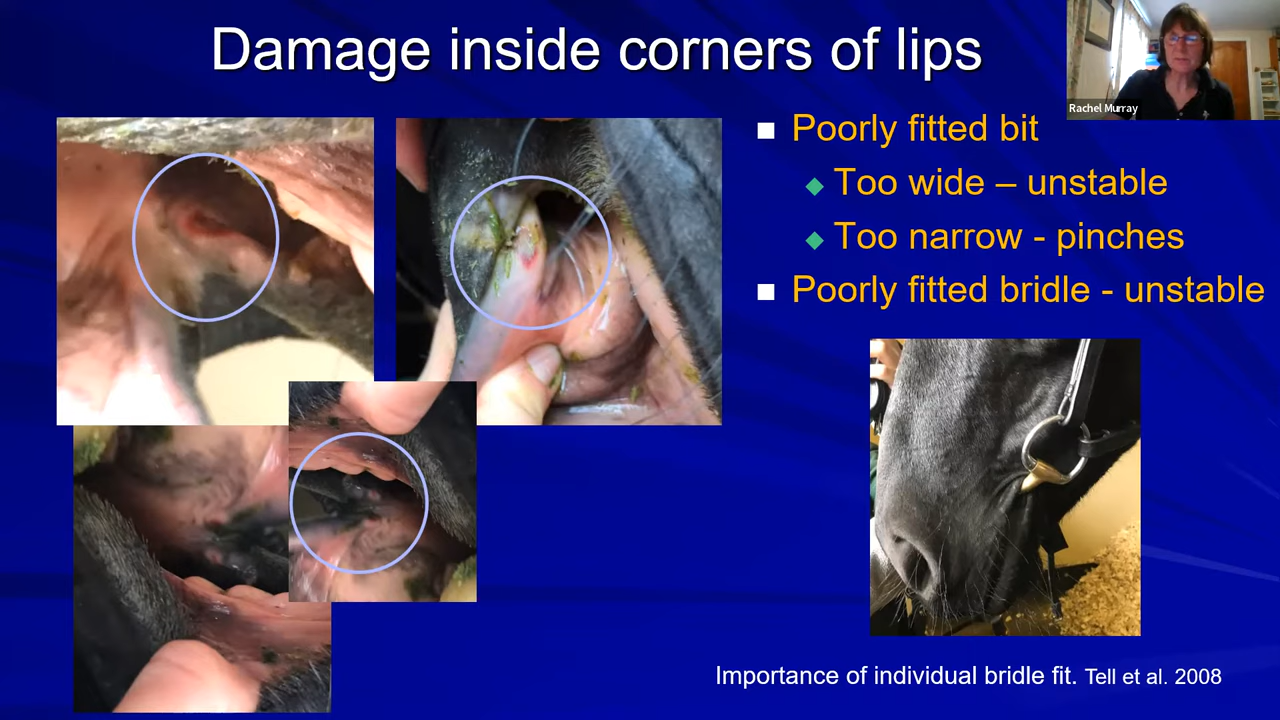 Damage inside corners of lips
Rachel Murray
Poorly fitted bit
Too wide – unstable
Too narrow - pinches
Poorly fitted bridle - unstable
Importance of individual bridle fit. Tell et al. 2008